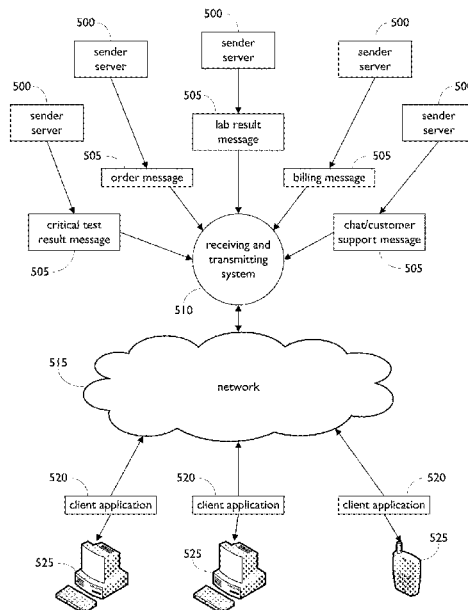 500
sender
server
500
sender
server
500
sender
server
500
sender
server
500
sender
server
505
lab result
message
505
order message
505
billing message
critical test
result message
505
receiving and
transmitting
system
510
chat/customer
support message
505
515
network
520
client application
520
client application
520
client application
525
525
525